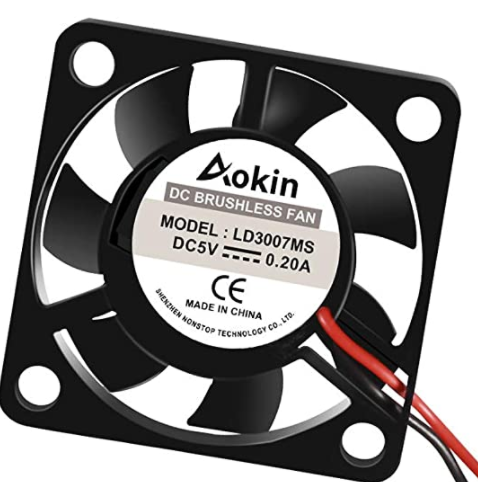 Aokin
DC BRUSHLESS FAN
MODEL : LD3007MS
DC5V ⎓ 0.20A
CE
MADE IN CHINA
SHENZHEN NONSTOP TECHNOLOGY CO., LTD.